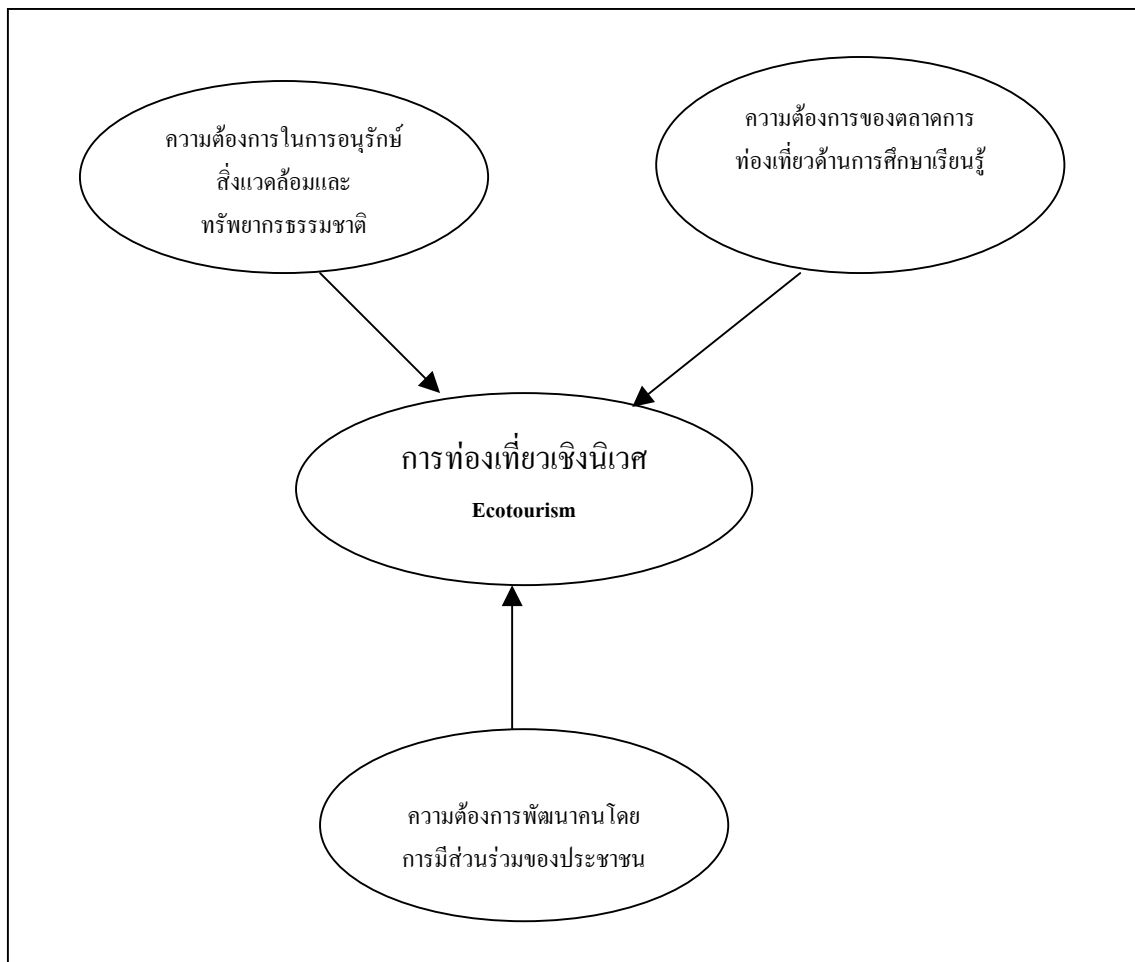 ความต้องการในการอนุรักษ์
สิ่งแวดล้อมและ
ทรัพยากรธรรมชาติ
ความต้องการของตลาดการ
ท่องเที่ยวด้านการศึกษาเรียนรู้
การท่องเที่ยวเชิงนิเวศ
Ecotourism
ความต้องการพัฒนาคนโดย
การมีส่วนร่วมของประชาชน